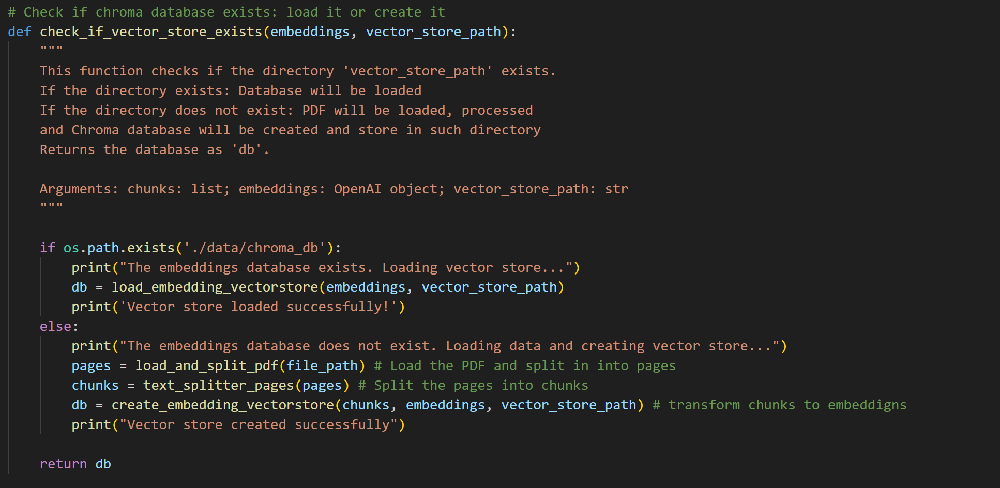 # Check if chroma database exists: load it or create it
def check_if_vector_store_exists(embeddings, vector_store_path):
    """
    This function checks if the directory 'vector_store_path' exists.
    If the directory exists: Database will be loaded
    If the directory does not exist: PDF will be loaded, processed
    and Chroma database will be created and store in such directory
    Returns the database as 'db'.

    Arguments: chunks: list; embeddings: OpenAI object; vector_store_path: str
    """

    if os.path.exists('./data/chroma_db'):
        print("The embeddings database exists. Loading vector store...")
        db = load_embedding_vectorstore(embeddings, vector_store_path)
        print('Vector store loaded successfully!')
    else:
        print("The embeddings database does not exist. Loading data and creating vector store...")
        pages = load_and_split_pdf(file_path) # Load the PDF and split in into pages
        chunks = text_splitter_pages(pages) # Split the pages into chunks
        db = create_embedding_vectorstore(chunks, embeddings, vector_store_path) # transform chunks to embeddigns
        print("Vector store created successfully")

    return db